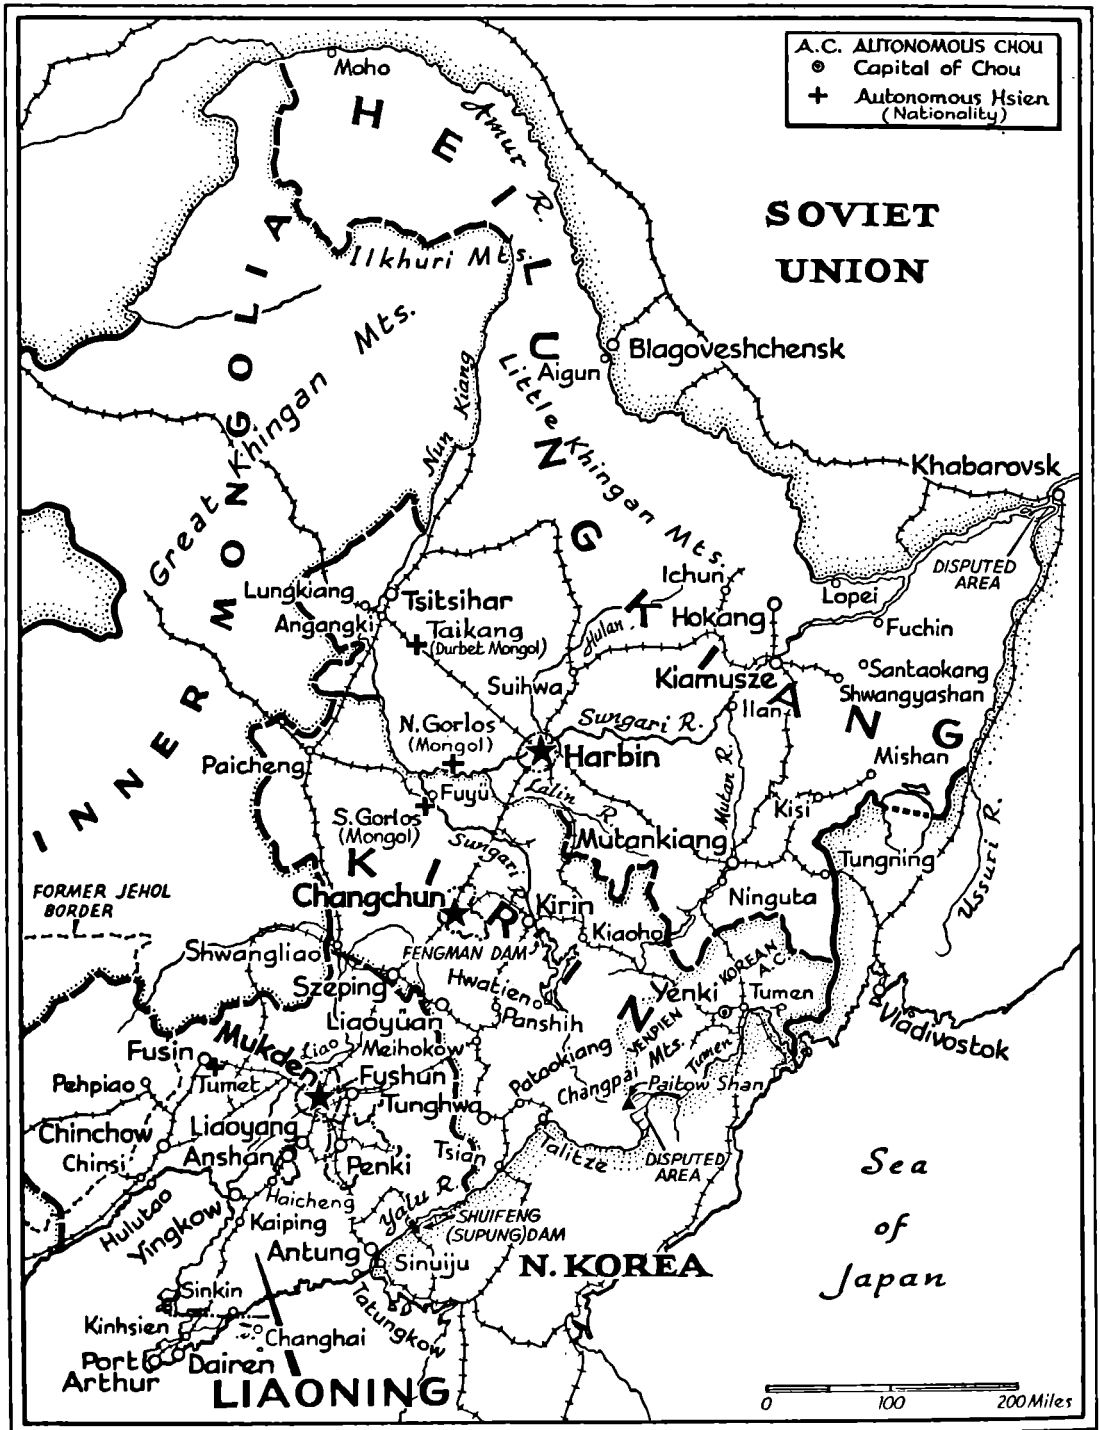 A.C. AUTONOMOUS CHOU
Capital of Chou
Autonomous Hsien
(Nationality)
Moho
HEILUNGKIANG
Amur R.
SOVIET
UNION
Ilkhuri Mts.
INNER MONGOLIA
Great Khingan Mts.
Nun Kiang
Little Khingan Mts.
Blagoveshchensk
Aigun
Khabarovsk
DISPUTED
AREA
Lungkiang
Tsitsihar
Angangki
Taikang
(Durbet Mongol)
Hulan
Ichun
Hokang
Lopei
Fuchin
Suihwa
Kiamusze
Santaokang
Shwangyashan
Ilan
Sungari R.
N. Gorlos
(Mongol)
Harbin
Mishan
Paicheng
Fuyü
Lalin R.
Mutan R.
Kisi
S. Gorlos
(Mongol)
Sungari R.
Mutankiang
Tungning
Ussuri R.
KIRIN
FORMER JEHOL
BORDER
Changchun
Kirin
Ninguta
Kiaoho
Shwangliao
FENGMAN DAM
KOREAN
A.C.
Szeping
Hwatien
Yenki
Tumen
Liaoyüan
Panshih
YENPIEN
Vladivostok
Mukden
Liao
Meihokow
Fusin
Tumet
Fushun
Pataokiang
Changpai Mts.
Tumen
Paitow Shan
Pehpiao
Tunghwa
Chinchow
Liaoyang
Chinsi
Anshan
Penki
Tsian
Talitze
DISPUTED
AREA
Sea
of
Japan
Hulutao
Yingkow
Haicheng
Yalu R.
Kaiping
SHUIFENG
(SUPUNG) DAM
Antung
Sinuiju
N. KOREA
Sinkin
Tatungkow
Kinhsien
Changhai
Port
Arthur
Dairen
LIAONING
0 100 200 Miles